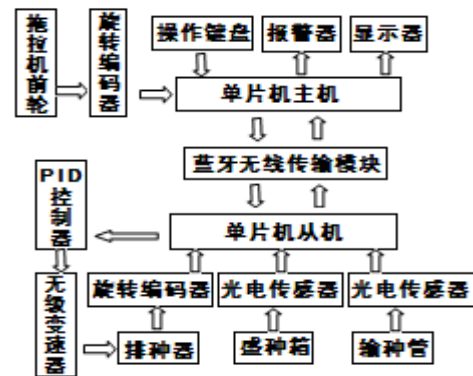 拖拉机前轮
旋转编码器
操作键盘
报警器
显示器
单片机主机
蓝牙无线传输模块
PID控制器
单片机从机
无级变速器
旋转编码器
光电传感器
光电传感器
排种器
盛种箱
输种管